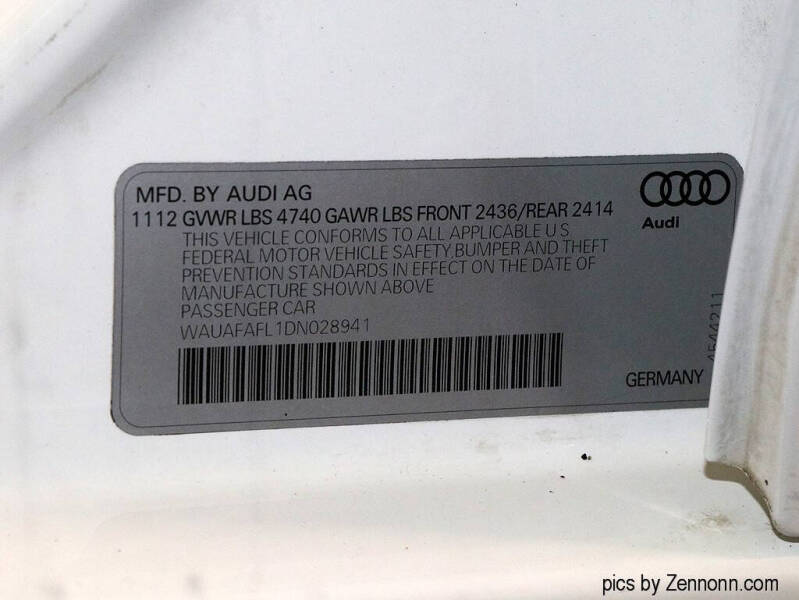 MFD. BY AUDI AG
1112 GVWR LBS 4740 GAWR LBS FRONT 2436/REAR 2414
THIS VEHICLE CONFORMS TO ALL APPLICABLE U S
FEDERAL MOTOR VEHICLE SAFETY, BUMPER AND THEFT
PREVENTION STANDARDS IN EFFECT ON THE DATE OF
MANUFACTURE SHOWN ABOVE
PASSENGER CAR
WAUAFAFL1DN028941
Audi
GERMANY
4544211
pics by Zennonn.com